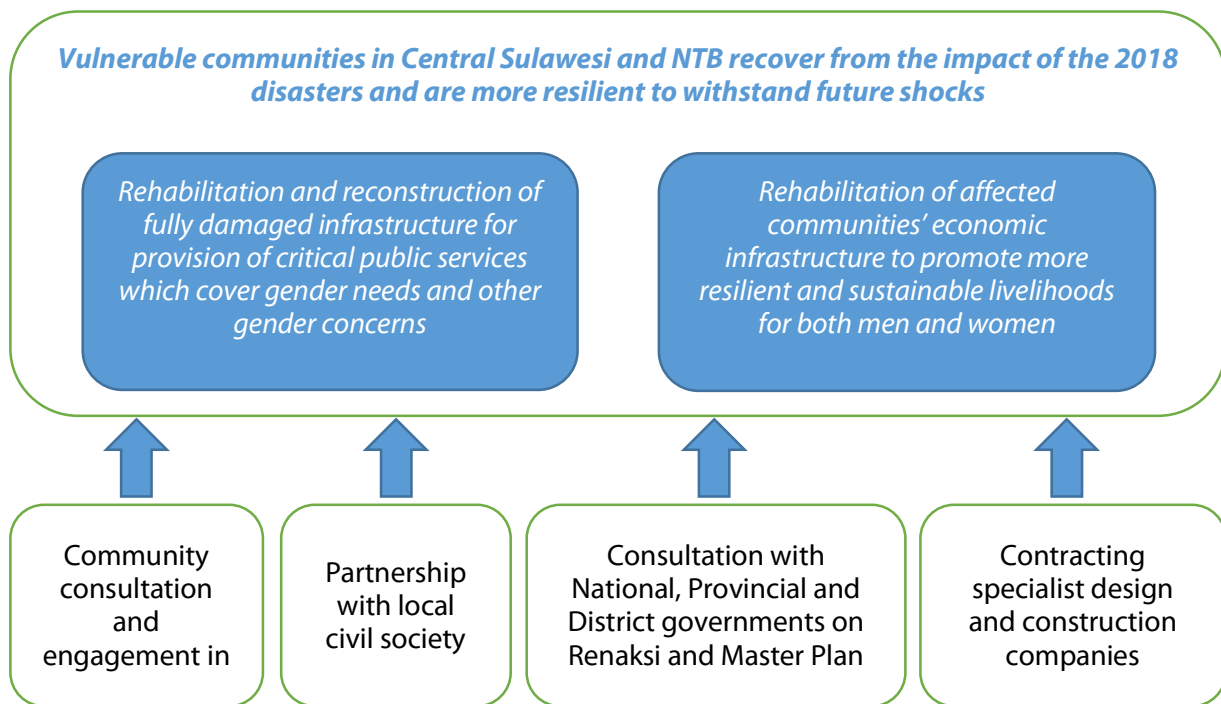 Vulnerable communities in Central Sulawesi and NTB recover from the impact of the 2018
disasters and are more resilient to withstand future shocks
Rehabilitation and reconstruction of
fully damaged infrastructure for
provision of critical public services
which cover gender needs and other
gender concerns
Rehabilitation of affected
communities’ economic
infrastructure to promote more
resilient and sustainable livelihoods
for both men and women
Community
consultation
and
engagement in
Partnership
with local
civil society
Consultation with
National, Provincial and
District governments on
Renaksi and Master Plan
Contracting
specialist design
and construction
companies